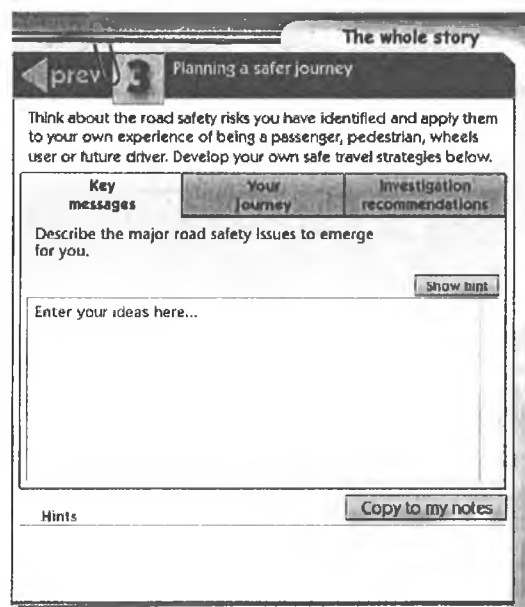 The whole story
prev 3 Planning a safer journey
Think about the road safety risks you have identified and apply them
to your own experience of being a passenger, pedestrian, wheels
user or future driver. Develop your own safe travel strategies below.
Key messages
Your Journey
Investigation recommendations
Describe the major road safety issues to emerge
for you.
Show hint
Enter your ideas here...
Hints
Copy to my notes